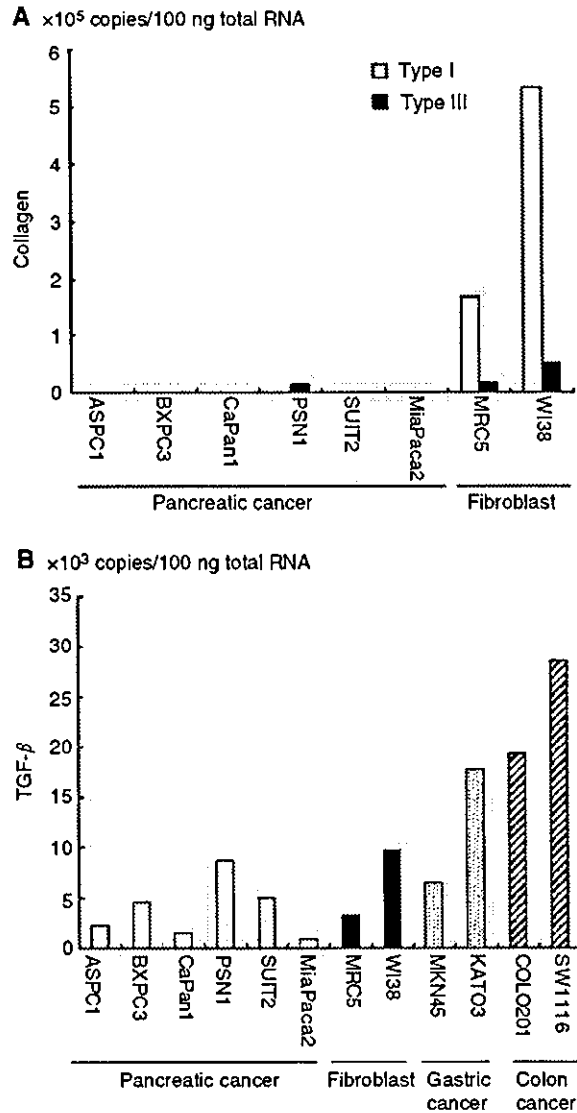 A ×10⁵ copies/100 ng total RNA
6
5
4
3
2
1
0
Collagen
Type I
Type III
ASPC1
BXPC3
CaPan1
PSN1
SUIT2
MiaPaca2
MRC5
WI38
Pancreatic cancer
Fibroblast
B ×10³ copies/100 ng total RNA
35
30
25
20
15
10
5
0
TGF-β
ASPC1
BXPC3
CaPan1
PSN1
SUIT2
MiaPaca2
MRC5
WI38
MKN45
KATO3
COLO201
SW1116
Pancreatic cancer
Fibroblast
Gastric
cancer
Colon
cancer